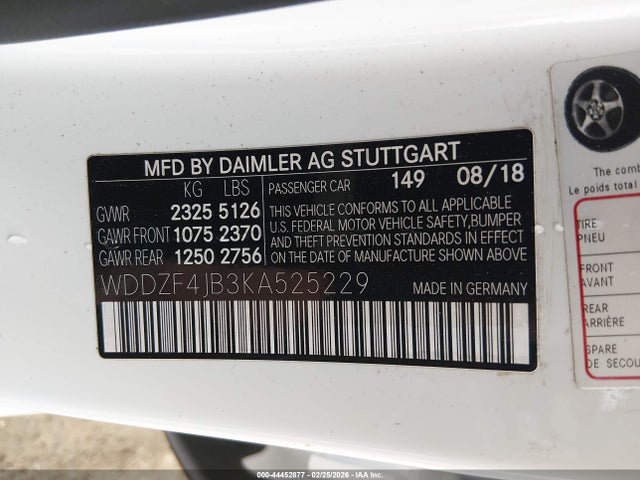 MFD BY DAIMLER AG STUTTGART
KG LBS PASSENGER CAR 149 08/18
GVWR 2325 5126
GAWR FRONT 1075 2370
GAWR REAR 1250 2756
THIS VEHICLE CONFORMS TO ALL APPLICABLE
U.S. FEDERAL MOTOR VEHICLE SAFETY,BUMPER
AND THEFT PREVENTION STANDARDS IN EFFECT
ON THE DATE OF MANUFACTURE SHOWN ABOVE
WDDZF4JB3KA525229 MADE IN GERMANY
The comb
Le poids total
TIRE
PNEU
FRONT
AVANT
REAR
ARRIÈRE
SPARE
DE SECOU
© IAA - 44452877 | 02/25/2026 - IAA Holdings, LLC